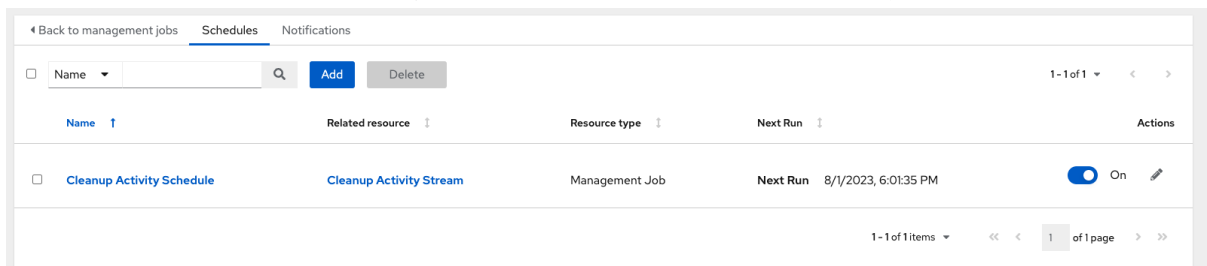 Back to management jobs Schedules Notifications
Name Add Delete 1 - 1 of 1
Name Related resource Resource type Next Run Actions
Cleanup Activity Schedule Cleanup Activity Stream Management Job Next Run 8/1/2023, 6:01:35 PM On
1 - 1 of 1 items 1 of 1 page